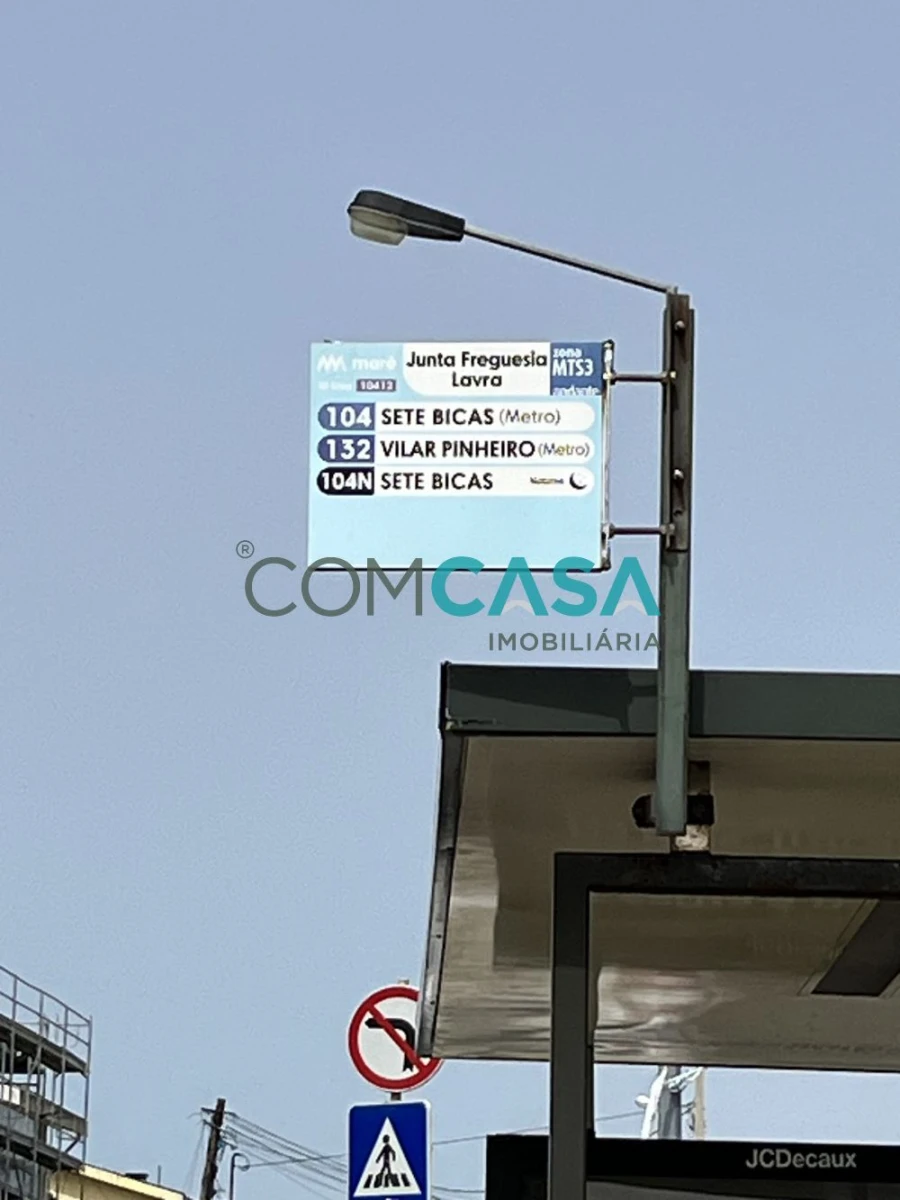 maré
Junta Freguesia
Lavra
zona
MTS3
andante
10412
104 SETE BICAS (Metro)
132 VILAR PINHEIRO (Metro)
104N SETE BICAS
®
COMCASA
IMOBILIÁRIA
JCDecaux